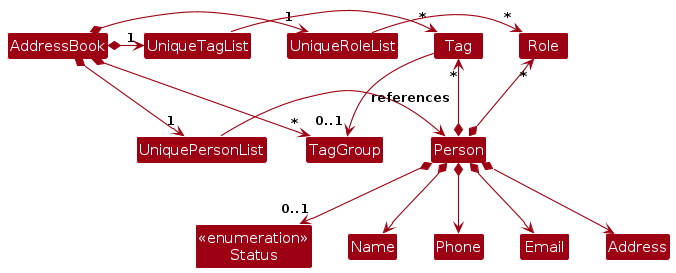 1
*
*
AddressBook
1
UniqueTagList
UniqueRoleList
Tag
Role
*
*
references
1
*
0..1
UniquePersonList
TagGroup
Person
0..1
«enumeration»
Status
Name
Phone
Email
Address